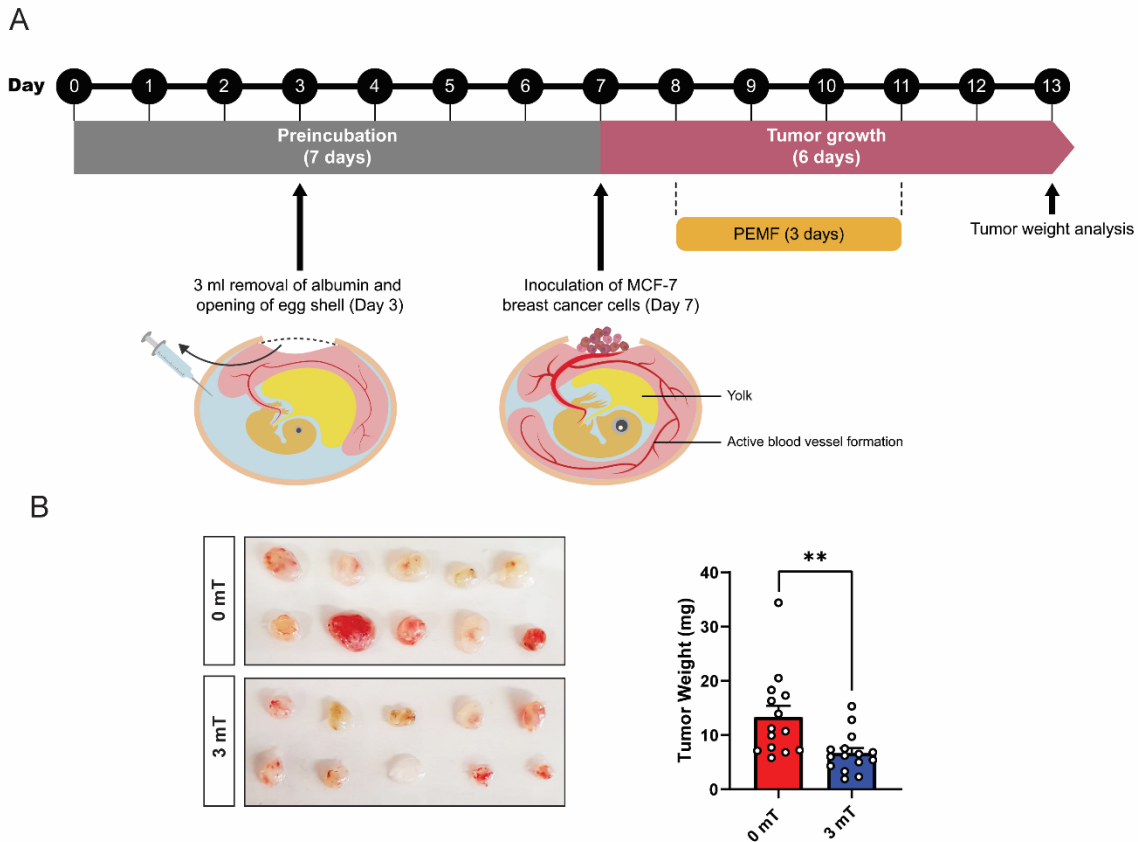 A
Day 0 1 2 3 4 5 6 7 8 9 10 11 12 13
Preincubation
(7 days)
Tumor growth
(6 days)
PEMF (3 days)
Tumor weight analysis
3 ml removal of albumin and
opening of egg shell (Day 3)
Inoculation of MCF-7
breast cancer cells (Day 7)
Yolk
Active blood vessel formation
B
0 mT
3 mT
**
Tumor Weight (mg)
40
30
20
10
0
0 mT
3 mT